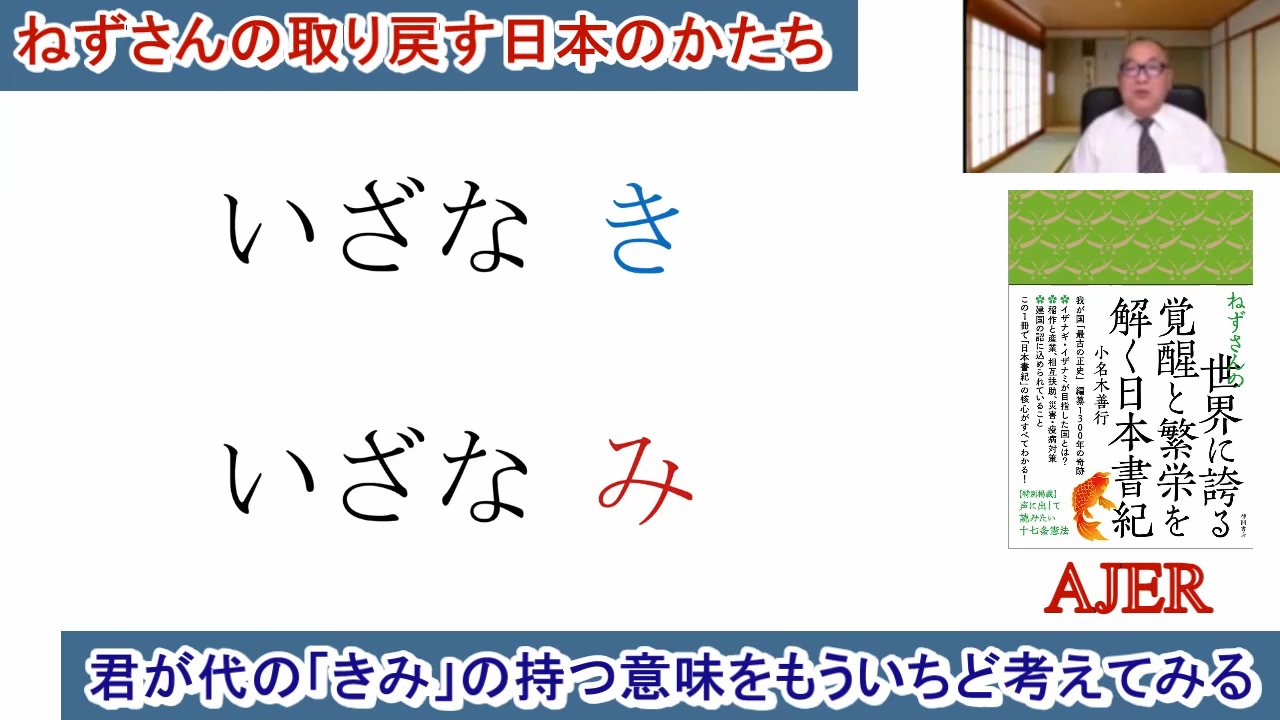 ねずさんの取り戻す日本のかたち
いざなき
いざなみ
ねずさんの
世界に誇る
覚醒と繁栄を
解く日本書紀
小名木善行
我が国「最古の正史」編纂1300年の奇跡
イザナギ・イザナミが目指した国とは?
稲作と産業、相互扶助、災害・疫病対策
建国の詔に込められていること
この1冊で『日本書紀』の核心がすべてわかる!
【特別掲載】
声に出して
読みたい
十七条憲法
徳間書店
AJER
君が代の「きみ」の持つ意味をもういちど考えてみる